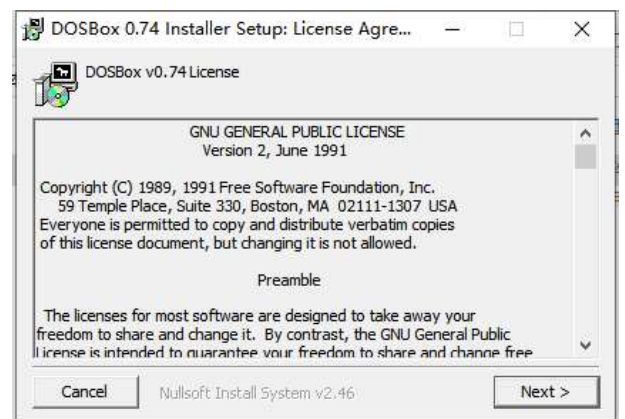 DOSBox 0.74 Installer Setup: License Agre...
DOSBox v0.74 License
GNU GENERAL PUBLIC LICENSE
Version 2, June 1991
Copyright (C) 1989, 1991 Free Software Foundation, Inc.
59 Temple Place, Suite 330, Boston, MA 02111-1307 USA
Everyone is permitted to copy and distribute verbatim copies
of this license document, but changing it is not allowed.
Preamble
The licenses for most software are designed to take away your
freedom to share and change it. By contrast, the GNU General Public
License is intended to guarantee your freedom to share and change free
Cancel Nullsoft Install System v2.46 Next >